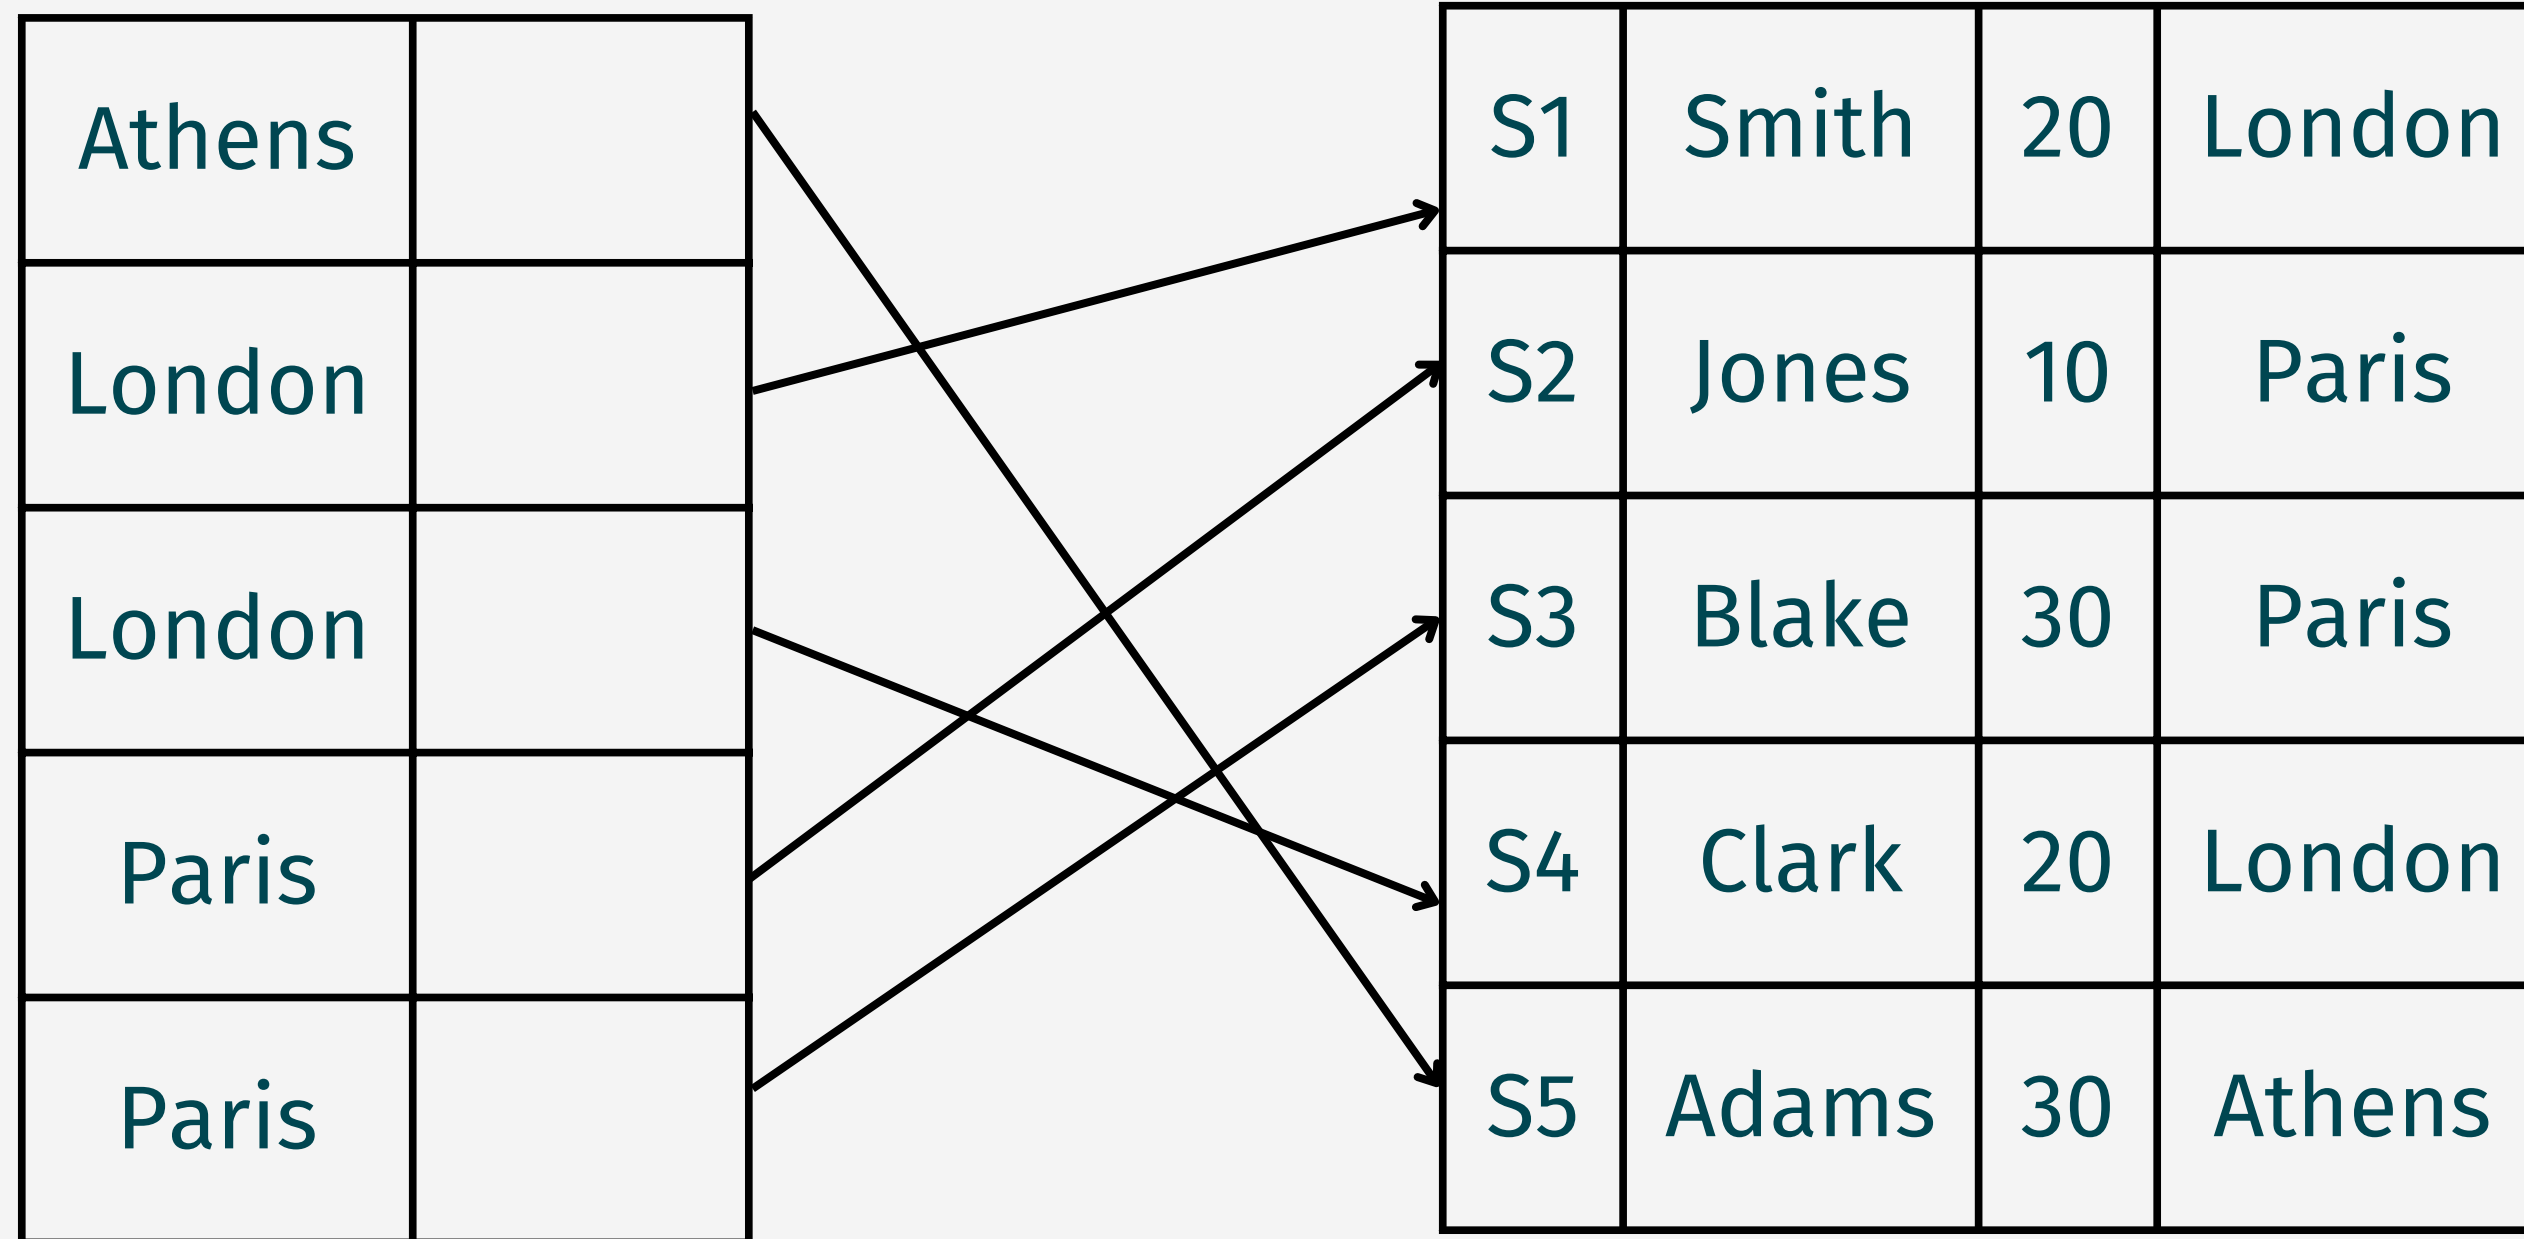 Athens
London
London
Paris
Paris
S1 Smith 20 London
S2 Jones 10 Paris
S3 Blake 30 Paris
S4 Clark 20 London
S5 Adams 30 Athens